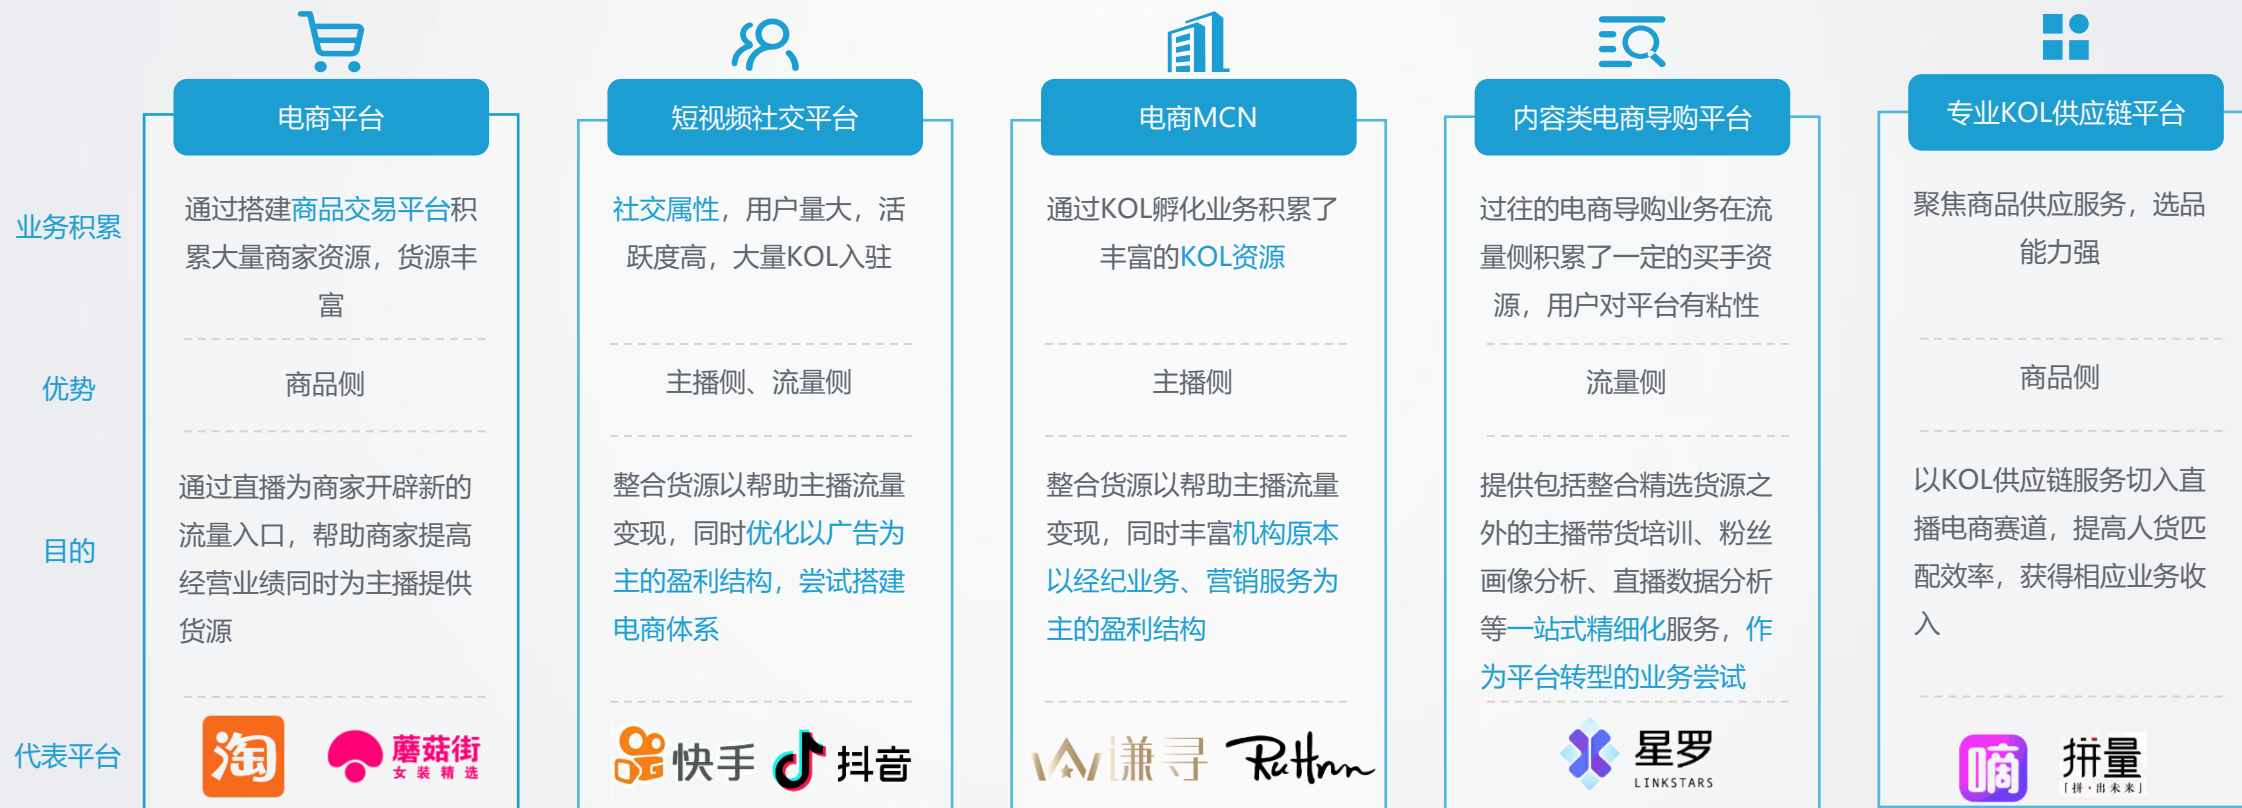 电商平台
短视频社交平台
电商MCN
内容类电商导购平台
专业KOL供应链平台
业务积累
通过搭建商品交易平台积
累大量商家资源，货源丰
富
社交属性，用户量大，活
跃度高，大量KOL入驻
通过KOL孵化业务积累了
丰富的KOL资源
过往的电商导购业务在流
量侧积累了一定的买手资
源，用户对平台有粘性
聚焦商品供应服务，选品
能力强
优势
商品侧
主播侧、流量侧
主播侧
流量侧
商品侧
目的
通过直播为商家开辟新的
流量入口，帮助商家提高
经营业绩同时为主播提供
货源
整合货源以帮助主播流量
变现，同时优化以广告为
主的盈利结构，尝试搭建
电商体系
整合货源以帮助主播流量
变现，同时丰富机构原本
以经纪业务、营销服务为
主的盈利结构
提供包括整合精选货源之
外的主播带货培训、粉丝
画像分析、直播数据分析
等一站式精细化服务，作
为平台转型的业务尝试
以KOL供应链服务切入直
播电商赛道，提高人货匹
配效率，获得相应业务收
入
代表平台
淘
蘑菇街
女装精选
快手
抖音
谦寻
RuHnn
星罗
LINKSTARS
嘀
拼量
「拼·出未来」